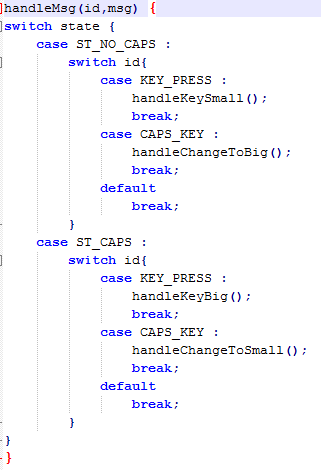 handleMsg(id,msg) {
switch state {
    case ST_NO_CAPS :
        switch id{
            case KEY_PRESS :
                handleKeySmall();
                break;
            case CAPS_KEY :
                handleChangeToBig();
                break;
            default
                break;
        }
    case ST_CAPS :
        switch id{
            case KEY_PRESS :
                handleKeyBig();
                break;
            case CAPS_KEY :
                handleChangeToSmall();
                break;
            default
                break;
        }
}
}